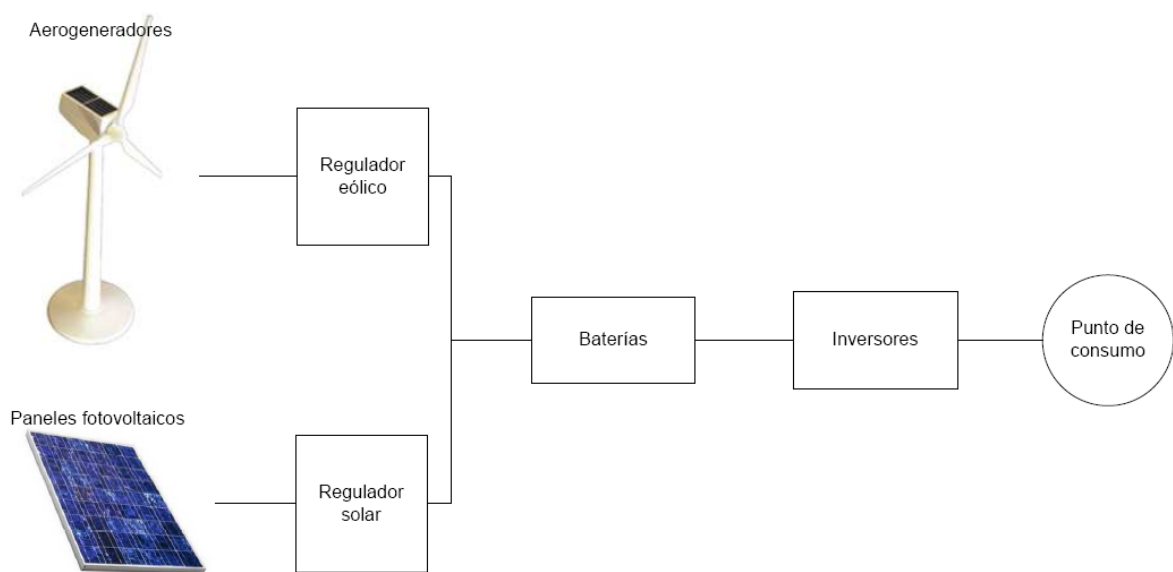 Aerogeneradores
Regulador
eólico
Baterías
Inversores
Punto de
consumo
Paneles fotovoltaicos
Regulador
solar